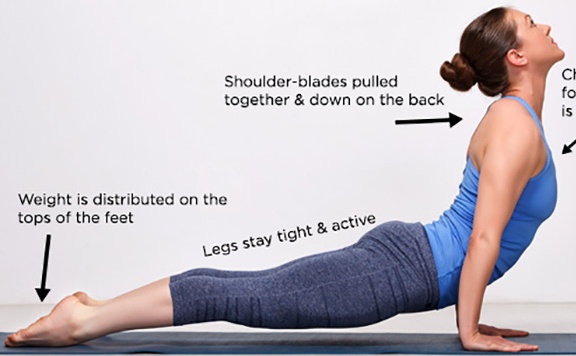 Shoulder-blades pulled
together & down on the back
Weight is distributed on the
tops of the feet
Legs stay tight & active
is